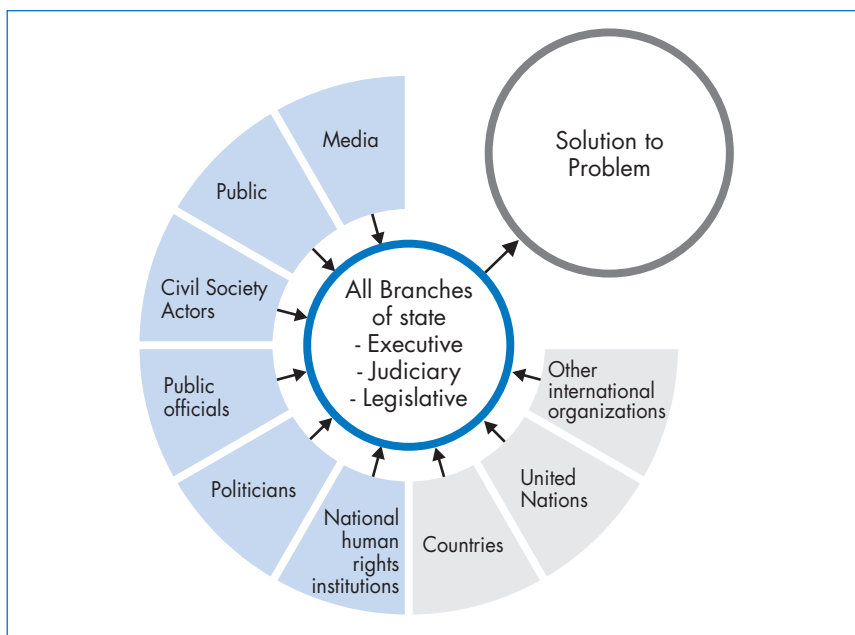 Media
Public
Civil Society
Actors
Public
officials
Politicians
National
human
rights
institutions
Countries
United
Nations
Other
international
organizations
All Branches
of state
- Executive
- Judiciary
- Legislative
Solution to
Problem